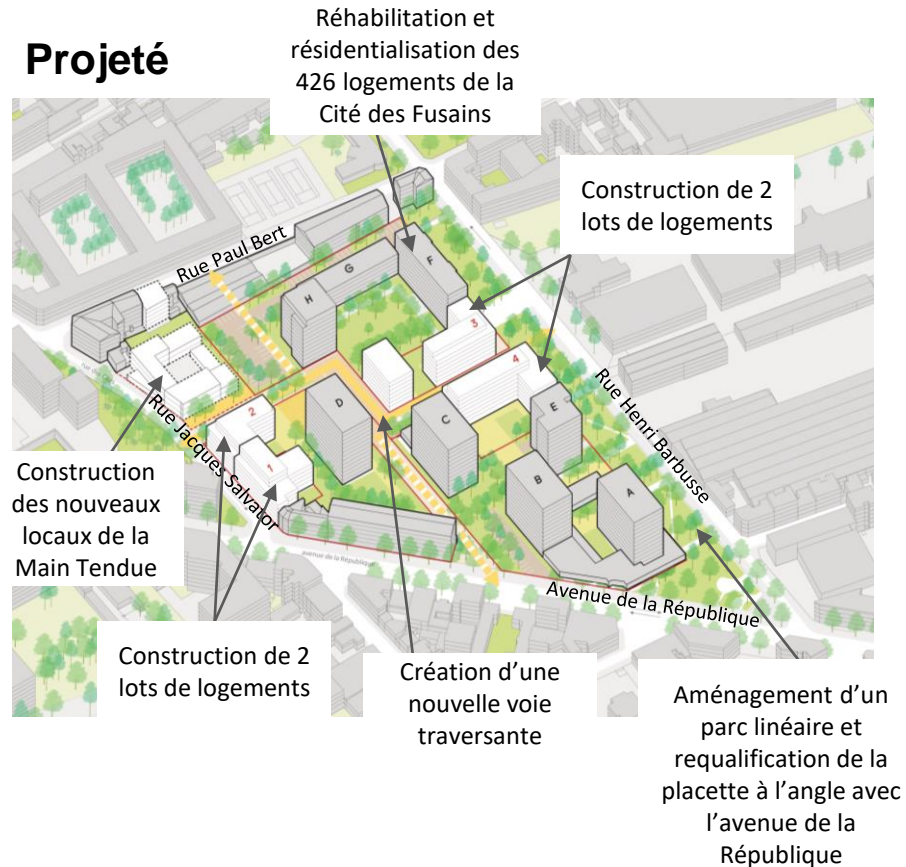 Projeté
Réhabilitation et
résidentialisation des
426 logements de la
Cité des Fusains
Construction de 2
lots de logements
Rue Paul Bert
G
F
H
3
4
Rue Henri Barbusse
2
D
C
E
Rue Jacques Salvator
1
B
A
Construction
des nouveaux
locaux de la
Main Tendue
avenue de la République
Avenue de la République
Construction de 2
lots de logements
Création d’une
nouvelle voie
traversante
Aménagement d’un
parc linéaire et
requalification de la
placette à l’angle avec
l’avenue de la
République